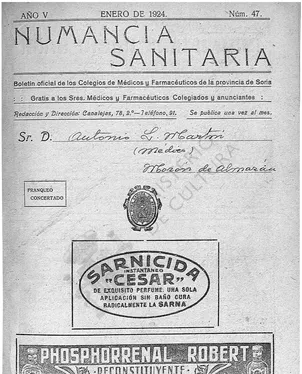 AÑO V ENERO DE 1924. Núm. 47.
NUMANCIA
SANITARIA
Boletín oficial de los Colegios de Médicos y Farmacéuticos de la provincia de Soria
Gratis a los Sres. Médicos y Farmacéuticos Colegiados y anunciantes
Redacción y Dirección: Canalejas, 78, 2.º—Teléfono, 91. Se publica una vez al mes.
Sr. D. Antonio L. Martín
(Médico)
Morón de Almazán
FRANQUEO
CONCERTADO
SARNICIDA
INSTANTANEO
"CESAR"
DE EXQUISITO PERFUME. UNA SOLA
APLICACIÓN SIN BAÑO CURA
RADICALMENTE LA SARNA
PHOSPHORRENAL ROBERT
RECONSTITUYENTE